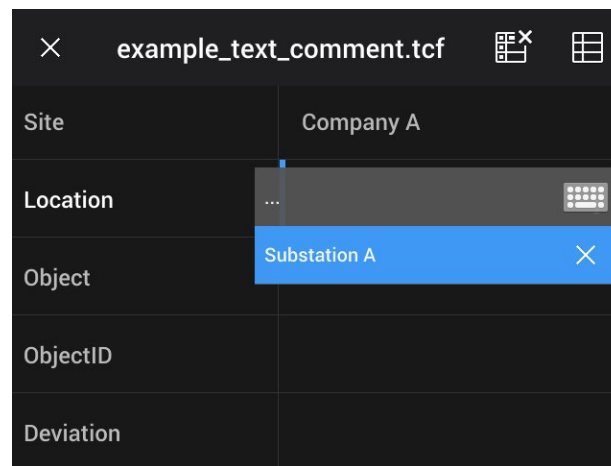 example_text_comment.tcf
Site Company A
Location ...
Substation A
Object
ObjectID
Deviation